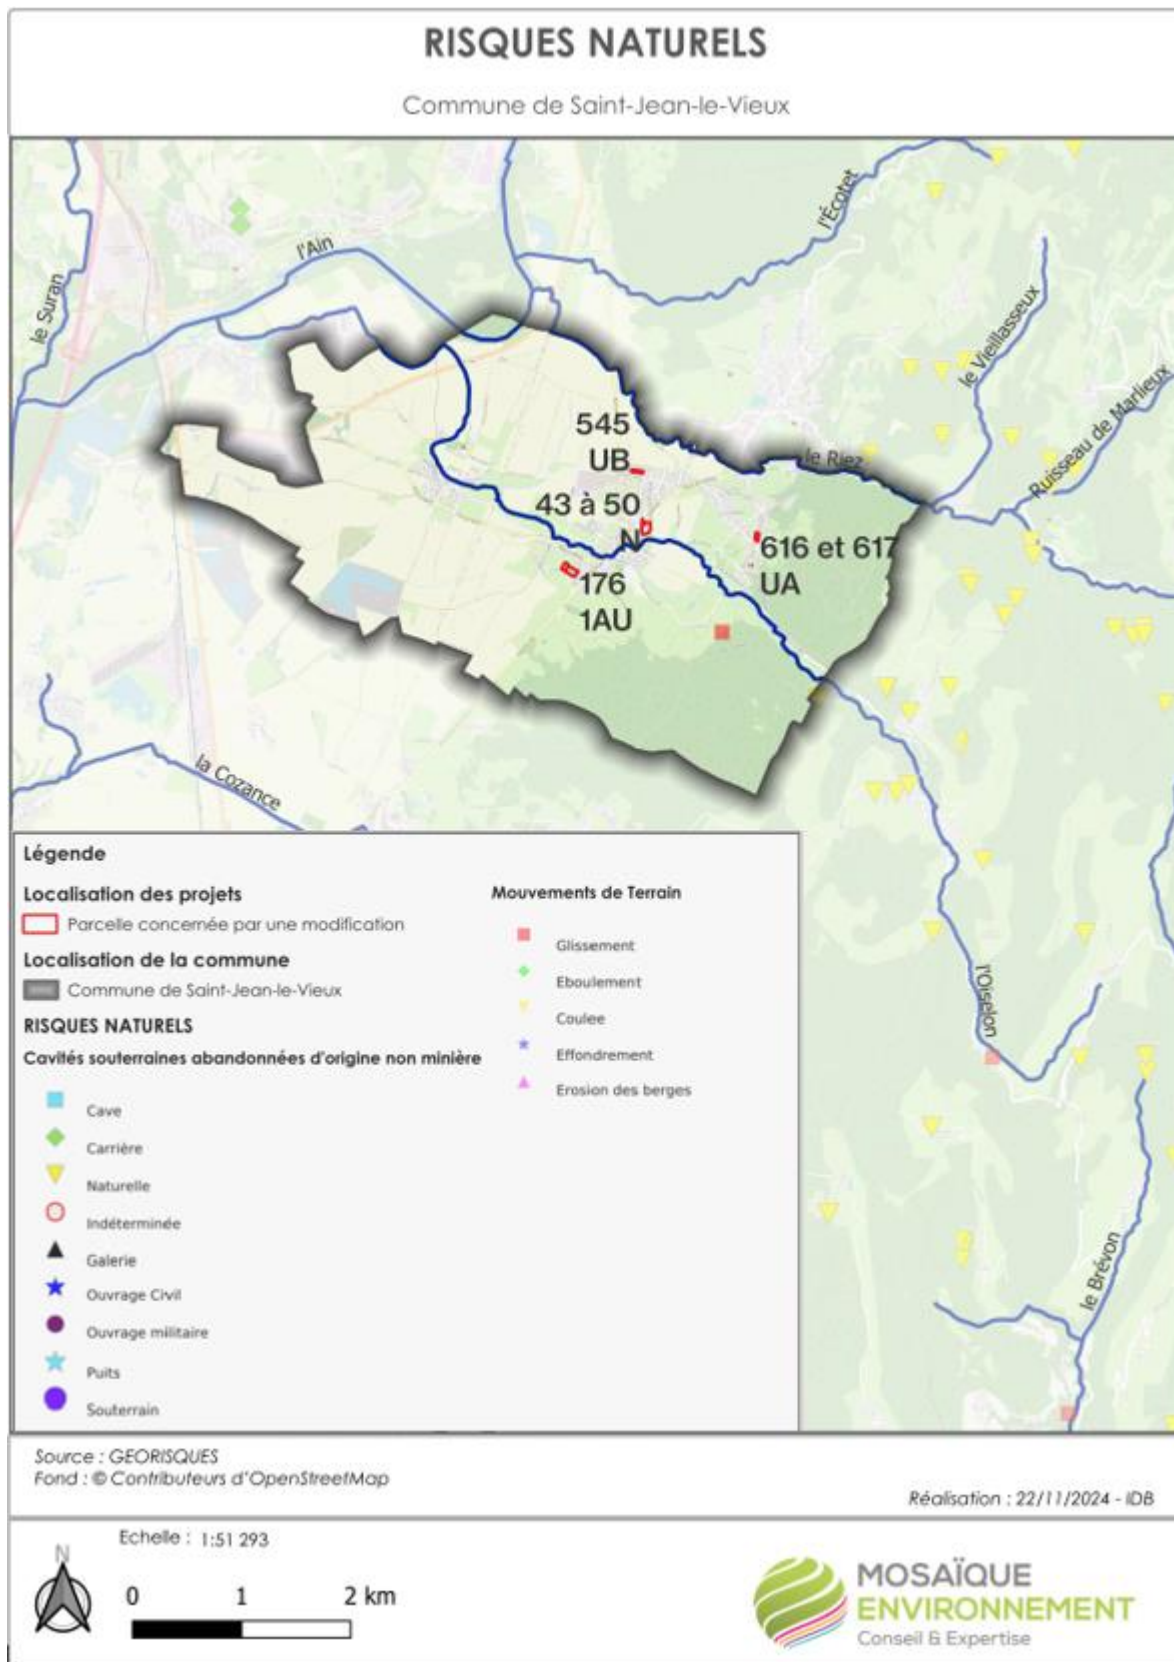 RISQUES NATURELS
Commune de Saint-Jean-le-Vieux
l'Écotet
l'Ain
le Suran
le Vieillasseux
Ruisseau de Marlieux
545
UB
le Riez
43 à 50
N
616 et 617
UA
176
1AU
la Cozance
l'Oiselon
le Brévon
Légende
Localisation des projets
Parcelle concernée par une modification
Localisation de la commune
Commune de Saint-Jean-le-Vieux
RISQUES NATURELS
Cavités souterraines abandonnées d'origine non minière
Cave
Carrière
Naturelle
Indéterminée
Galerie
Ouvrage Civil
Ouvrage militaire
Puits
Souterrain
Mouvements de Terrain
Glissement
Eboulement
Coulee
Effondrement
Erosion des berges
Source : GEORISQUES
Fond : © Contributeurs d'OpenStreetMap
Réalisation : 22/11/2024 - IDB
N
Echelle : 1:51 293
0 1 2 km
MOSAÏQUE
ENVIRONNEMENT
Conseil & Expertise